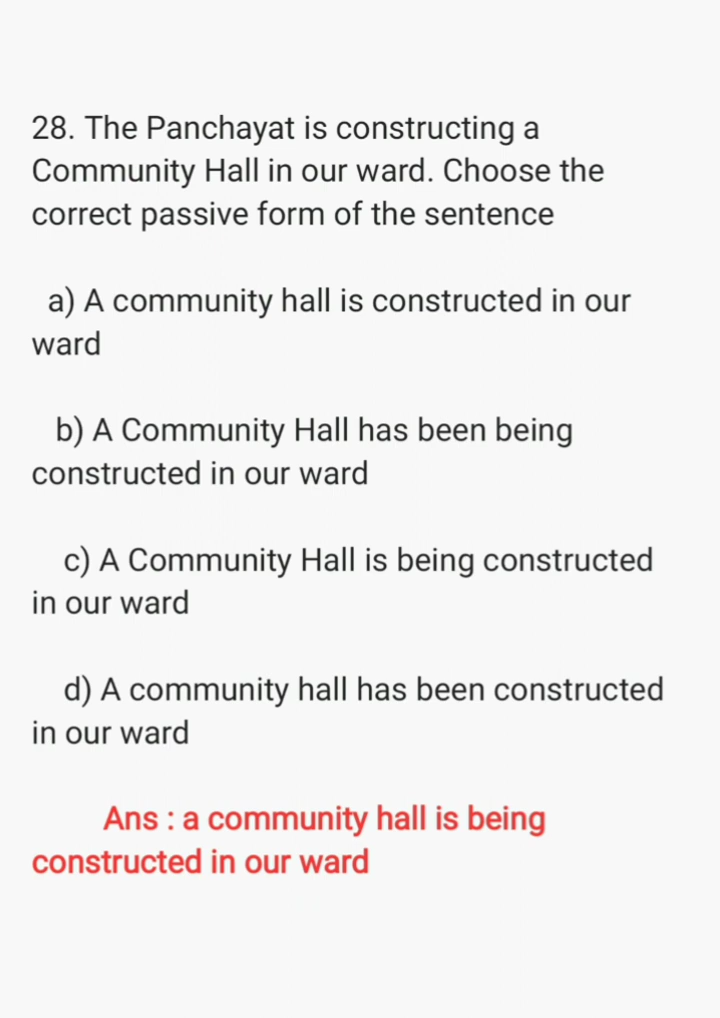 28. The Panchayat is constructing a
Community Hall in our ward. Choose the
correct passive form of the sentence
a) A community hall is constructed in our
ward
b) A Community Hall has been being
constructed in our ward
c) A Community Hall is being constructed
in our ward
d) A community hall has been constructed
in our ward
Ans : a community hall is being
constructed in our ward